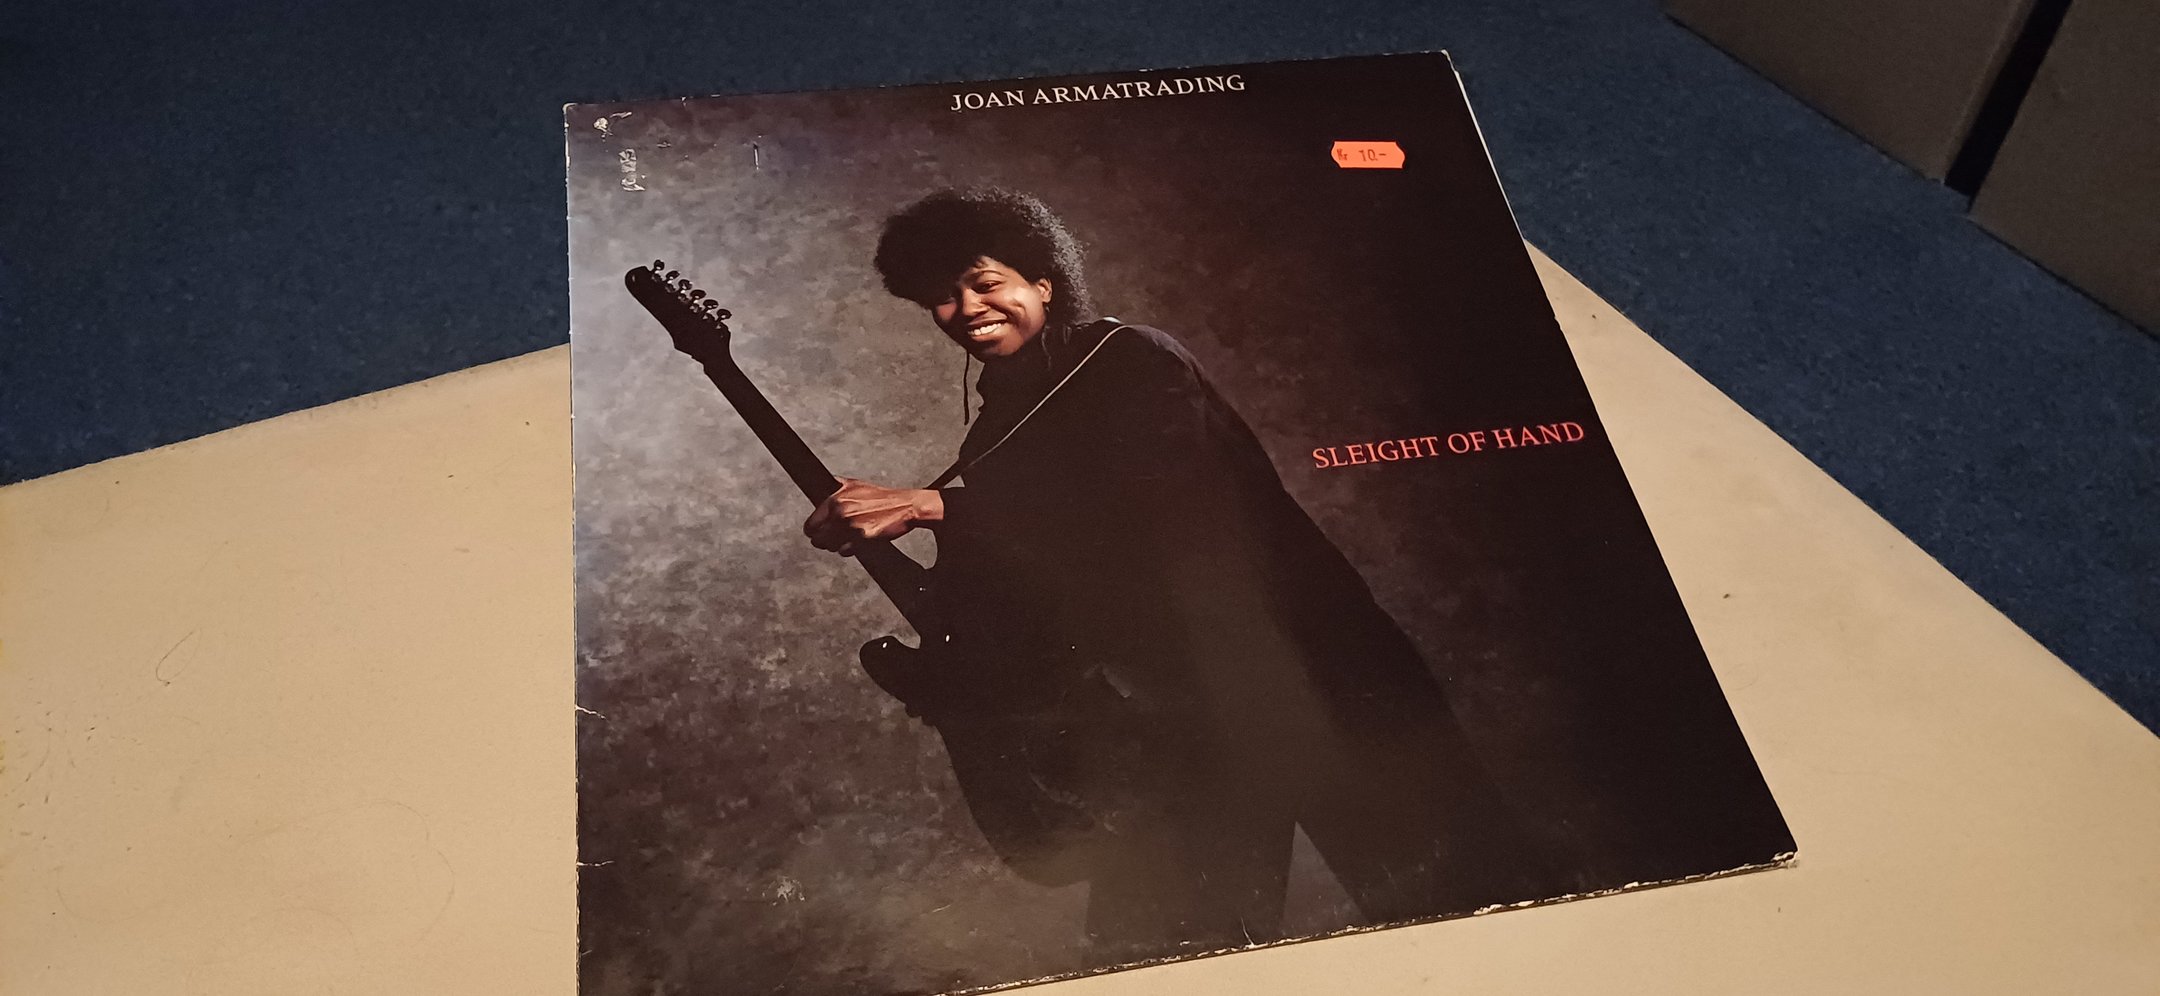 JOAN ARMATRADING
Kr 10.-
SLEIGHT OF HAND